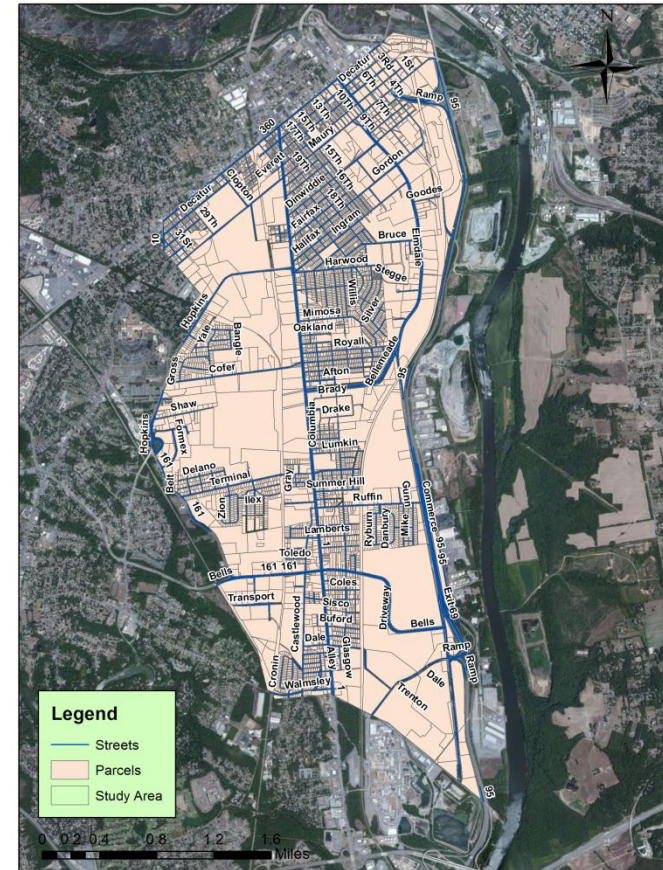 N
Decatur
3Rd
1St
6Th
4Th
10Th
7Th
9Th
Ramp
95
360
13Th
15Th
17Th
Maury
Everett
19Th
15Th
16Th
Gordon
Clopton
Dinwiddie
Decatur
29Th
Fairfax
18Th
Goodes
31St
Halifax
Ingram
10
Bruce
Elmdale
Harwood
Stegge
Hopkins
Willis
Silver
Mimosa
Oakland
Yale
Bangle
Royall
Gross
Cofer
Afton
Bellemeade
Brady
95
Shaw
Drake
Columbia
Hopkins
Formex
Lumkin
161
Delano
Belt
Terminal
Gray
Summer Hill
Zion
Ilex
Ruffin
Gunn
Commerce
161
Lamberts
Ryburn
Danbury
Mike
95
1
95
Toledo
Bells
161 161
Coles
Transport
Sisco
Driveway
Exit 69
Castlewood
Buford
Bells
Dale
Glasgow
Ramp
Cronin
Alley
Ramp
Walmsley
1
Dale
Trenton
95
Legend
Streets
Parcels
Study Area
0 0.2 0.4 0.8 1.2 1.6
Miles